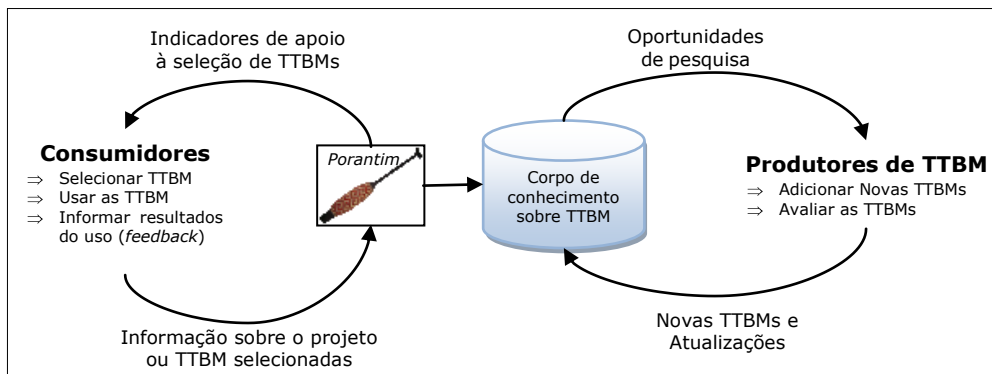 Indicadores de apoio
à seleção de TTBMs
Consumidores
⇒ Selecionar TTBM
⇒ Usar as TTBM
⇒ Informar resultados
do uso (feedback)
Informação sobre o projeto
ou TTBM selecionadas
Porantim
Corpo de
conhecimento
sobre TTBM
Oportunidades
de pesquisa
Produtores de TTBM
⇒ Adicionar Novas TTBMs
⇒ Avaliar as TTBMs
Novas TTBMs e
Atualizações